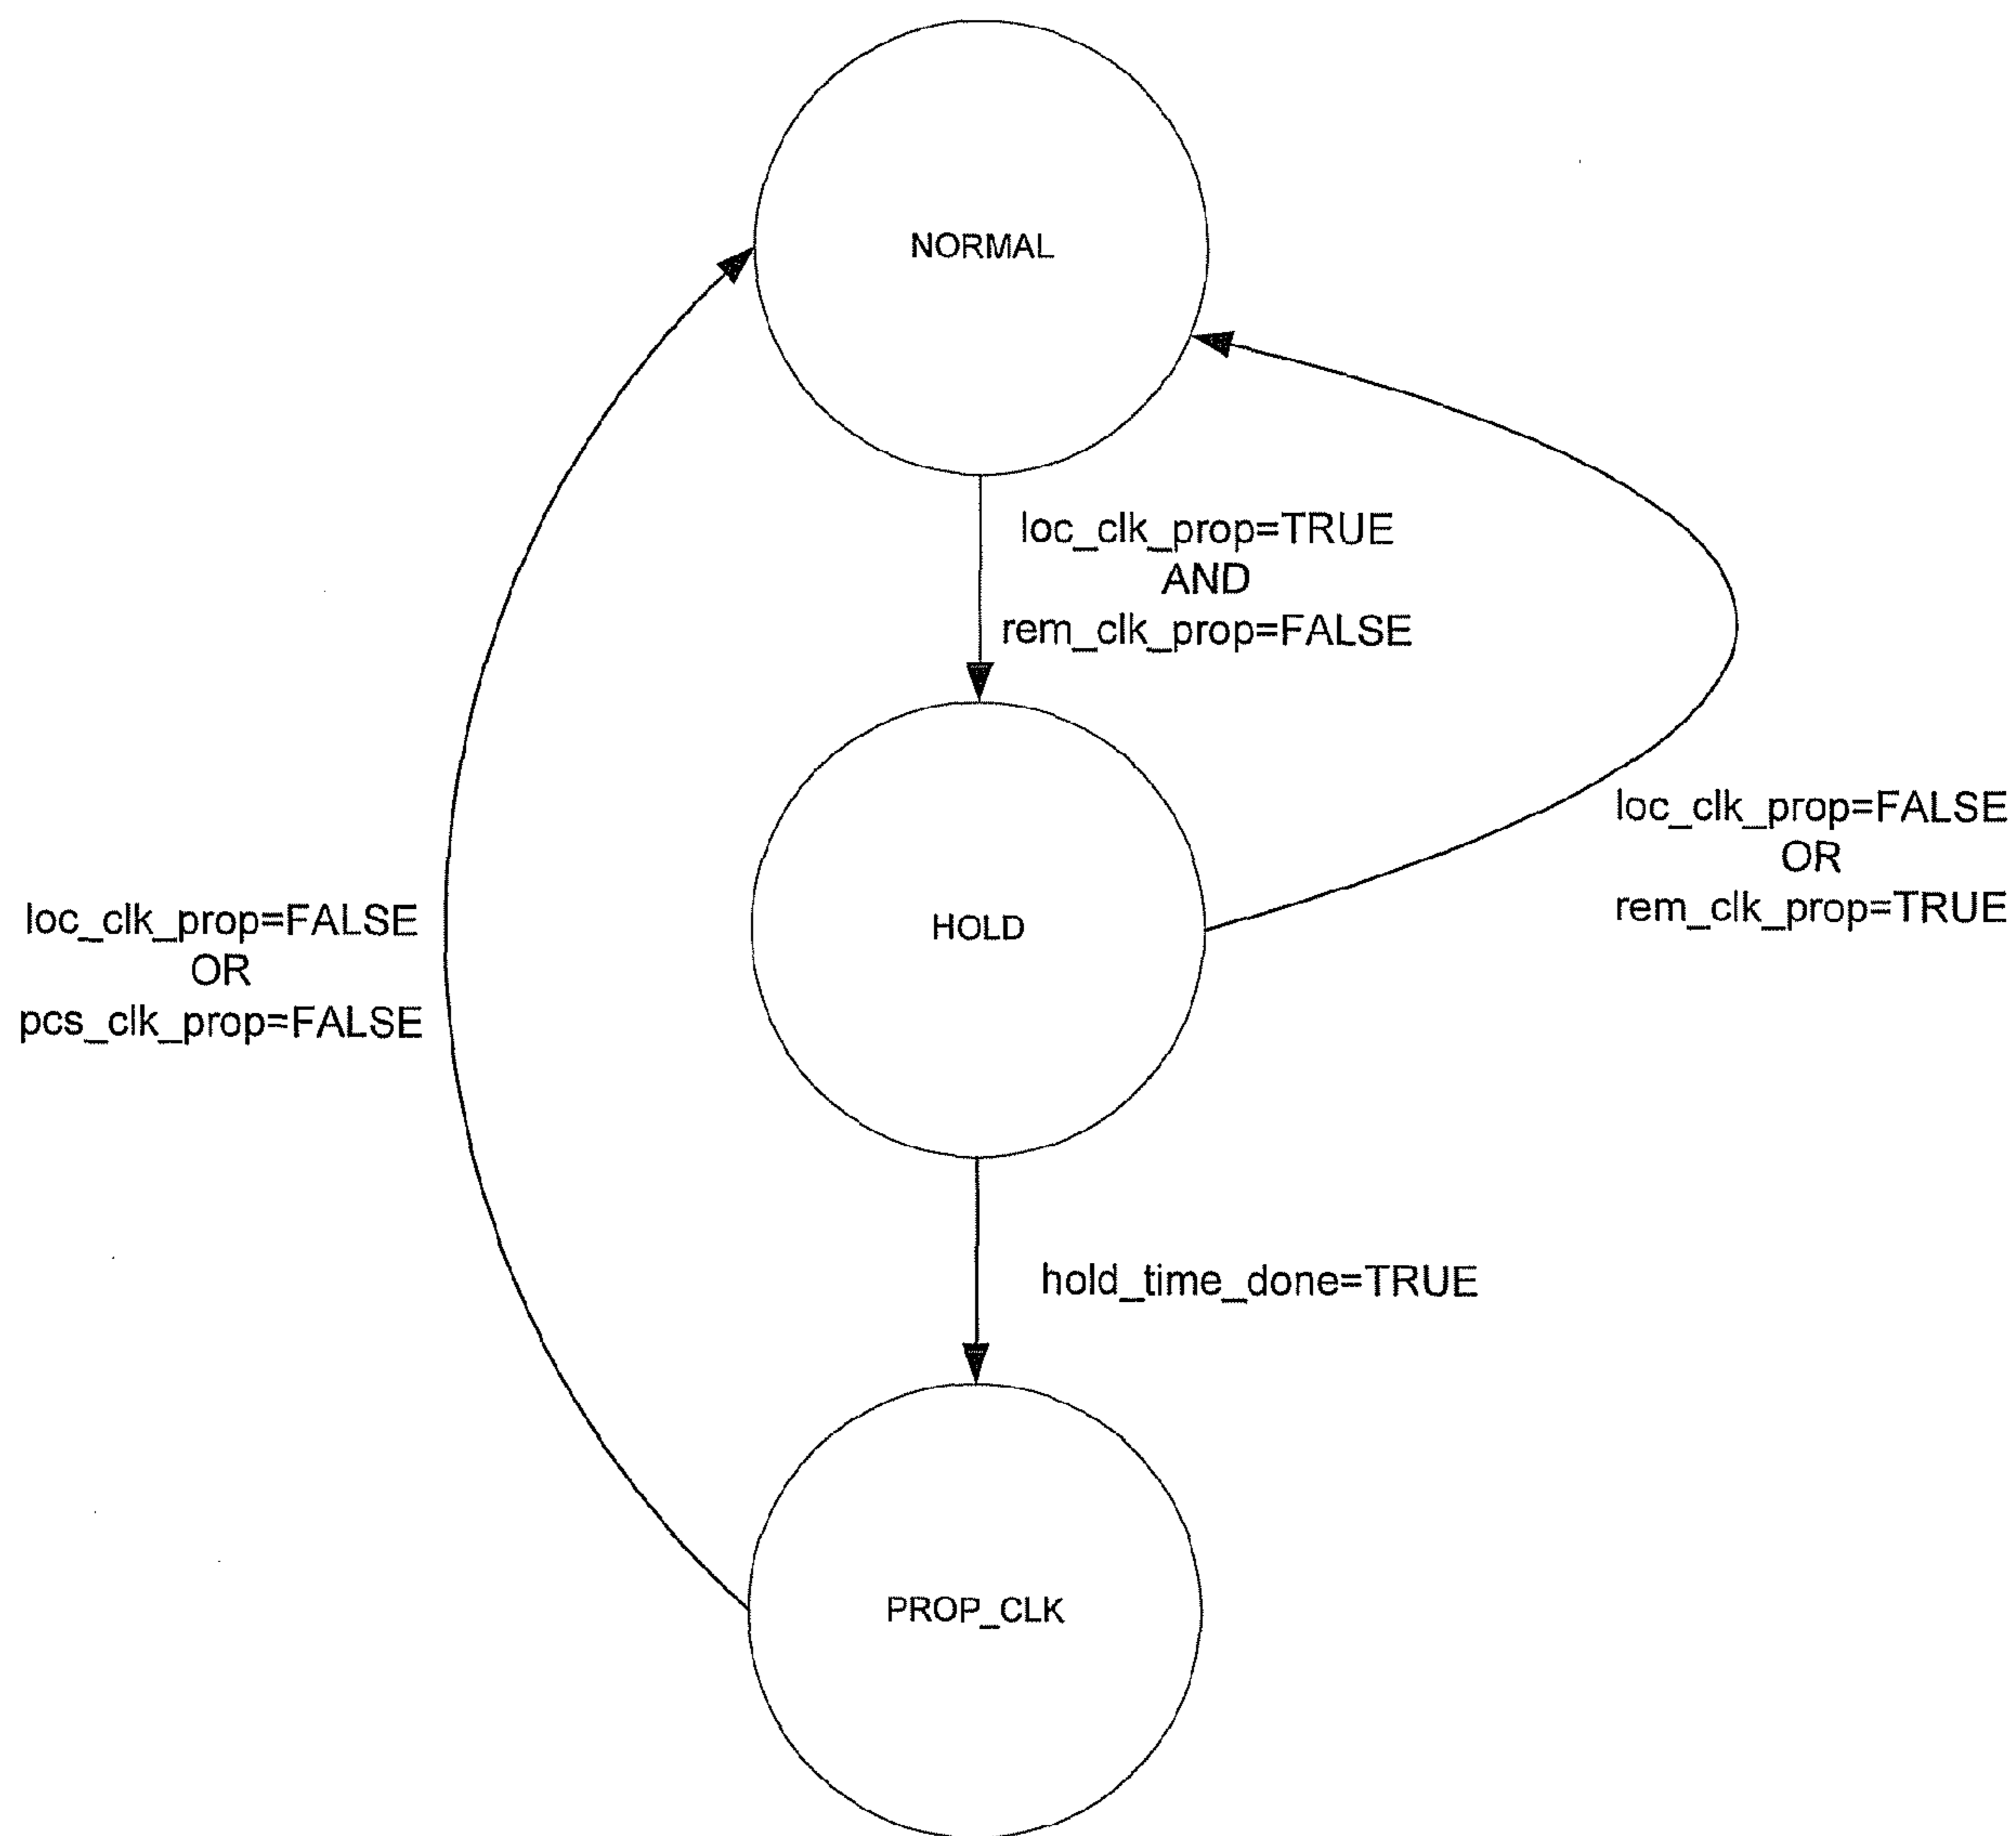 NORMAL
loc_clk_prop=TRUE
AND
rem_clk_prop=FALSE
loc_clk_prop=FALSE
OR
rem_clk_prop=TRUE
HOLD
loc_clk_prop=FALSE
OR
pcs_clk_prop=FALSE
hold_time_done=TRUE
PROP_CLK